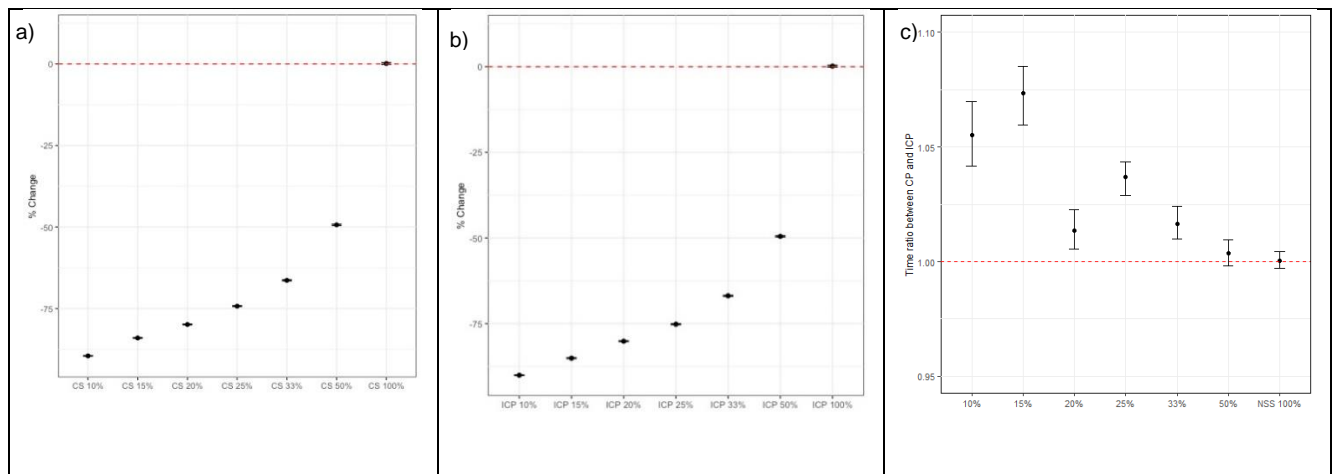 a)
0
-25
-50
-75
% Change
CS 10% CS 15% CS 20% CS 25% CS 33% CS 50% CS 100%
b)
0
-25
-50
-75
% Change
ICP 10% ICP 15% ICP 20% ICP 25% ICP 33% ICP 50% ICP 100%
c)
1.10
1.05
1.00
0.95
Time ratio between CP and ICP
10% 15% 20% 25% 33% 50% NSS 100%